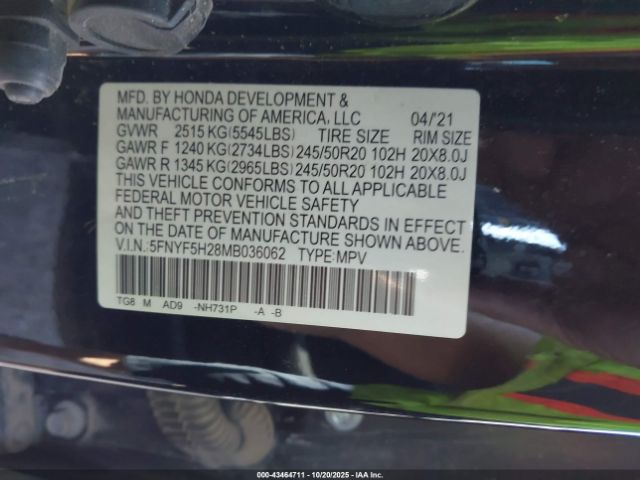 MFD. BY HONDA DEVELOPMENT &
MANUFACTURING OF AMERICA, LLC 04/'21
GVWR 2515 KG(5545LBS) TIRE SIZE RIM SIZE
GAWR F 1240 KG(2734LBS)245/50R20 102H 20X8.0J
GAWR R 1345 KG(2965LBS)245/50R20 102H 20X8.0J
THIS VEHICLE CONFORMS TO ALL APPLICABLE
FEDERAL MOTOR VEHICLE SAFETY
AND THEFT PREVENTION STANDARDS IN EFFECT
ON THE DATE OF MANUFACTURE SHOWN ABOVE.
V.I.N.:5FNYF5H28MB036062 TYPE:MPV
TG8 M AD9 -NH731P -A -B
000-43464711 - 10/20/2025 - IAAI.com